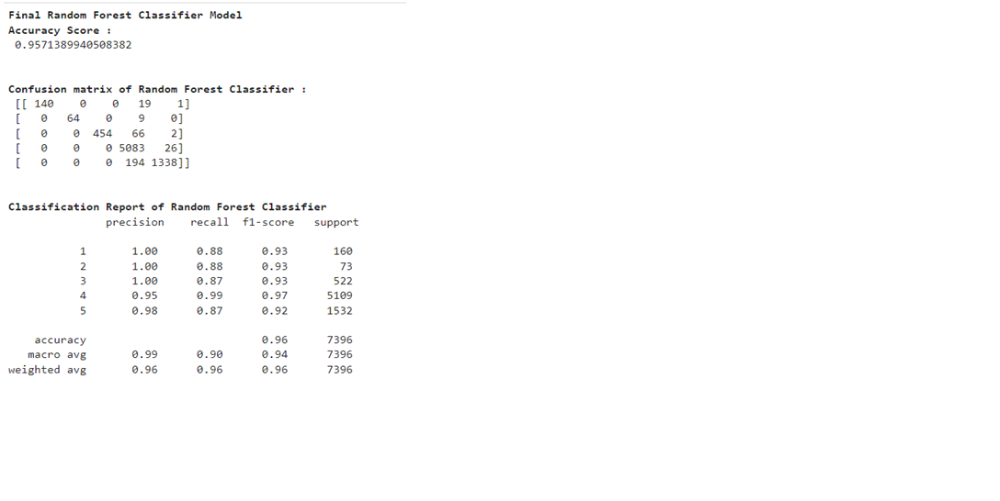 Final Random Forest Classifier Model
Accuracy Score :
0.9571389940508382
Confusion matrix of Random Forest Classifier :
[[ 140 0 0 19 1]
[ 0 64 0 9 0]
[ 0 0 454 66 2]
[ 0 0 0 5083 26]
[ 0 0 0 194 1338]]
Classification Report of Random Forest Classifier
precision recall f1-score support
1 1.00 0.88 0.93 160
2 1.00 0.88 0.93 73
3 1.00 0.87 0.93 522
4 0.95 0.99 0.97 5109
5 0.98 0.87 0.92 1532
accuracy 0.96 7396
macro avg 0.99 0.90 0.94 7396
weighted avg 0.96 0.96 0.96 7396